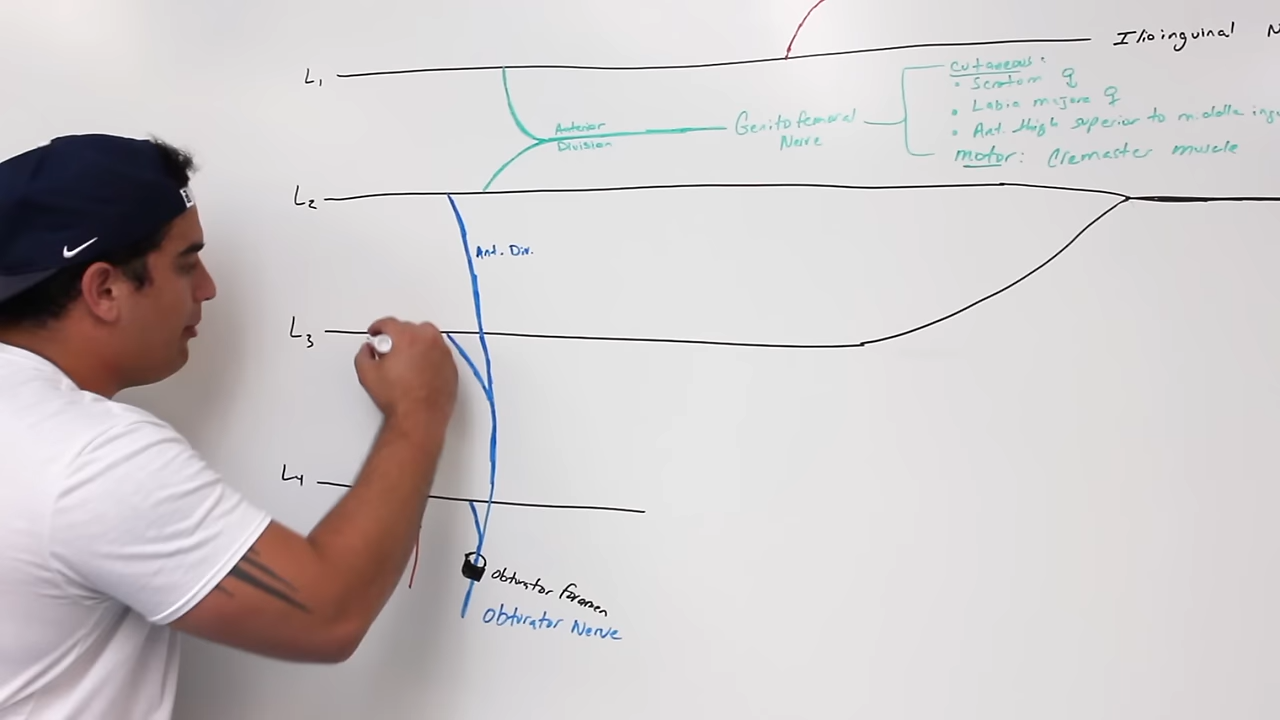 Ilioinguinal N
L1
cutaneous:
• Scrotum
• Labia majora
• Ant. thigh superior to middle ing
motor: Cremaster muscle
Anterior
Division
Genitofemoral
Nerve
L2
Ant. Div.
L3
L4
Obturator foramen
Obturator Nerve